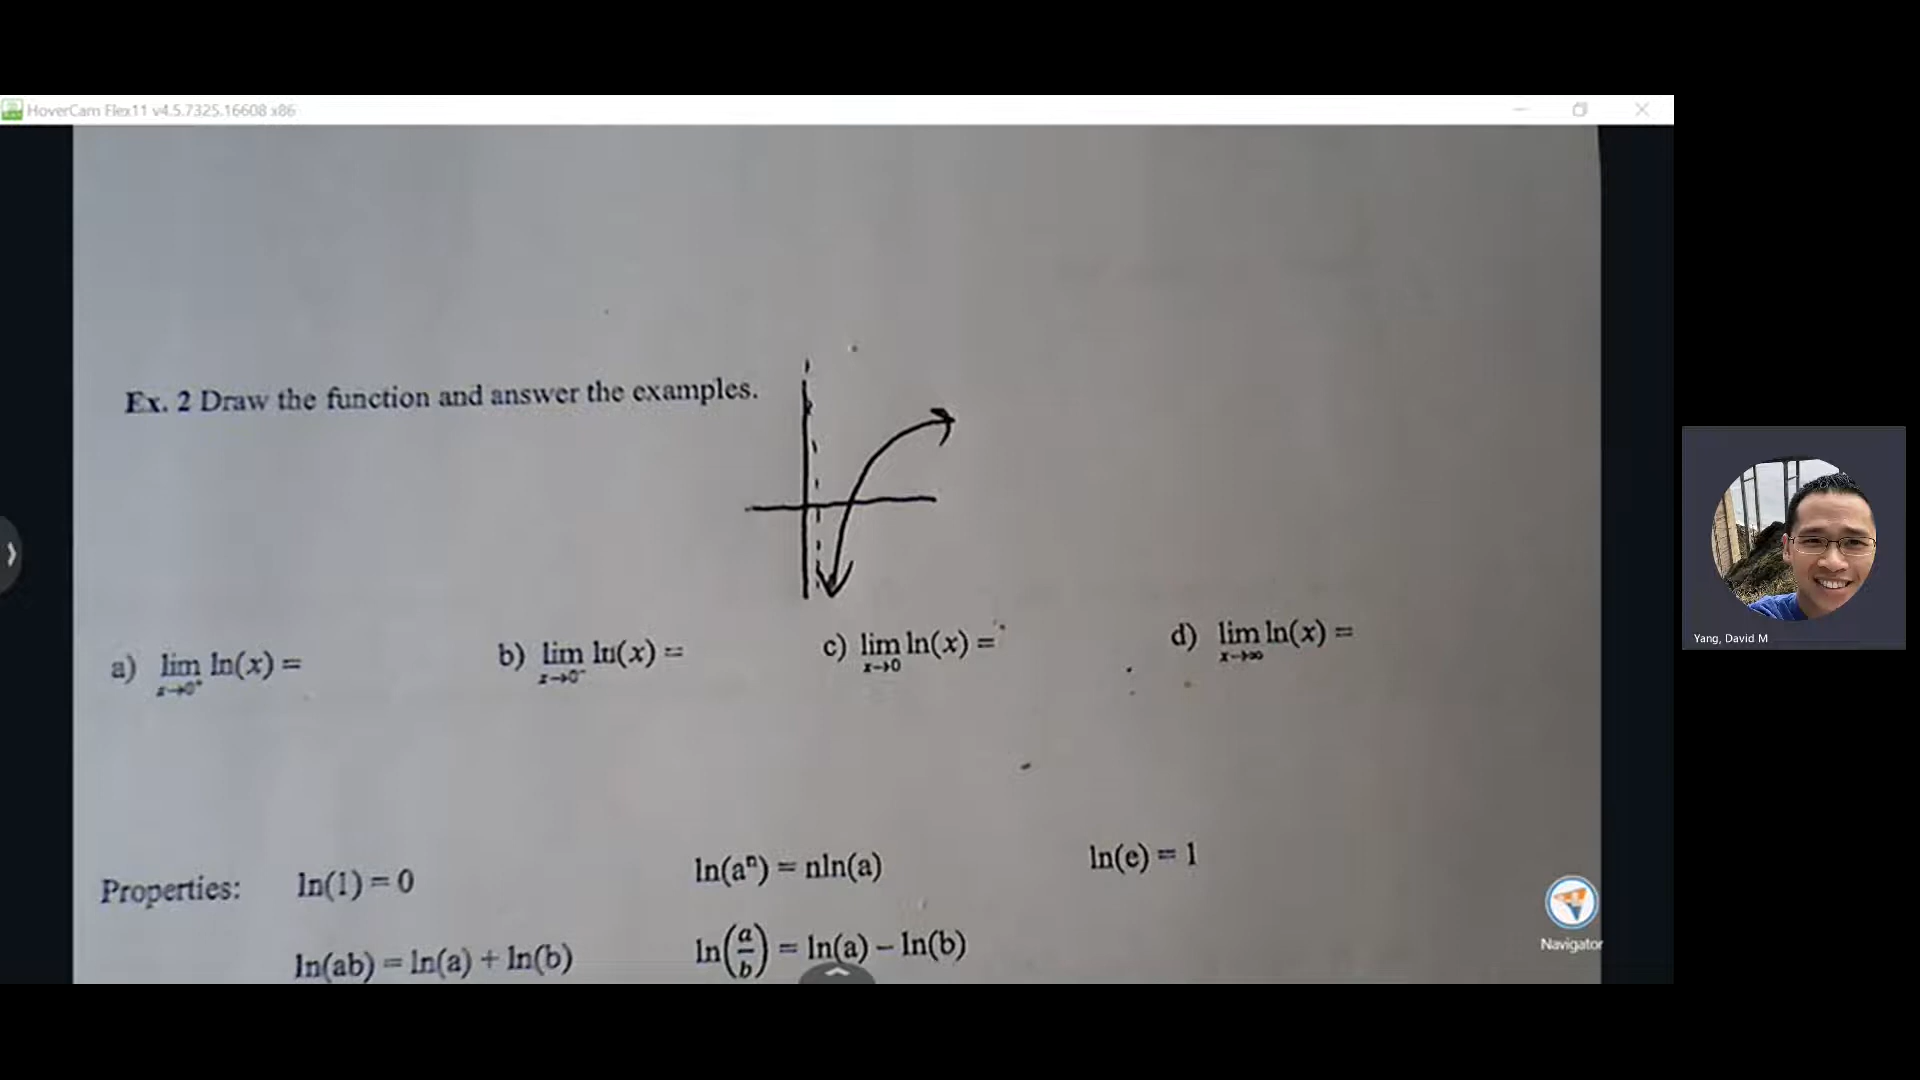 HoverCam Flex11 v4.5.7325.16608 x86
Ex. 2 Draw the function and answer the examples.
a) lim x→0⁺ ln(x) =
b) lim x→0⁻ ln(x) =
c) lim x→0 ln(x) =
d) lim x→∞ ln(x) =
Yang, David M
Properties: ln(1) = 0
ln(aⁿ) = nln(a)
ln(e) = 1
ln(ab) = ln(a) + ln(b)
ln(a/b) = ln(a) − ln(b)
Navigator